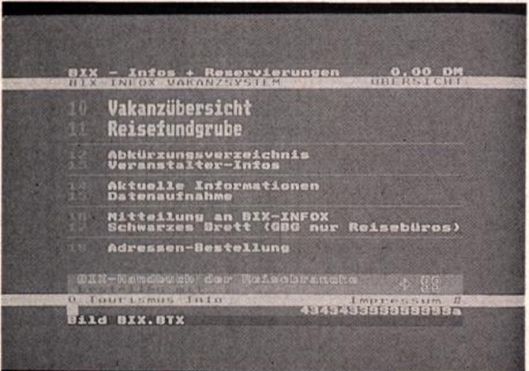 BIX - Infos + Reservierungen 0,00 DM
BIX-INFOX VAKANZSYSTEM ÜBERSICHT
10 Vakanzübersicht
11 Reisefundgrube
12 Abkürzungsverzeichnis
13 Veranstalter-Infos
14 Aktuelle Informationen
15 Datenaufnahme
16 Mitteilung an BIX-INFOX
17 Schwarzes Brett (GBG nur Reisebüros)
18 Adressen-Bestellung
BIX-Handbuch der Reisebranche
0 Tourismus Info Impressum #
Bild BIX.BTX